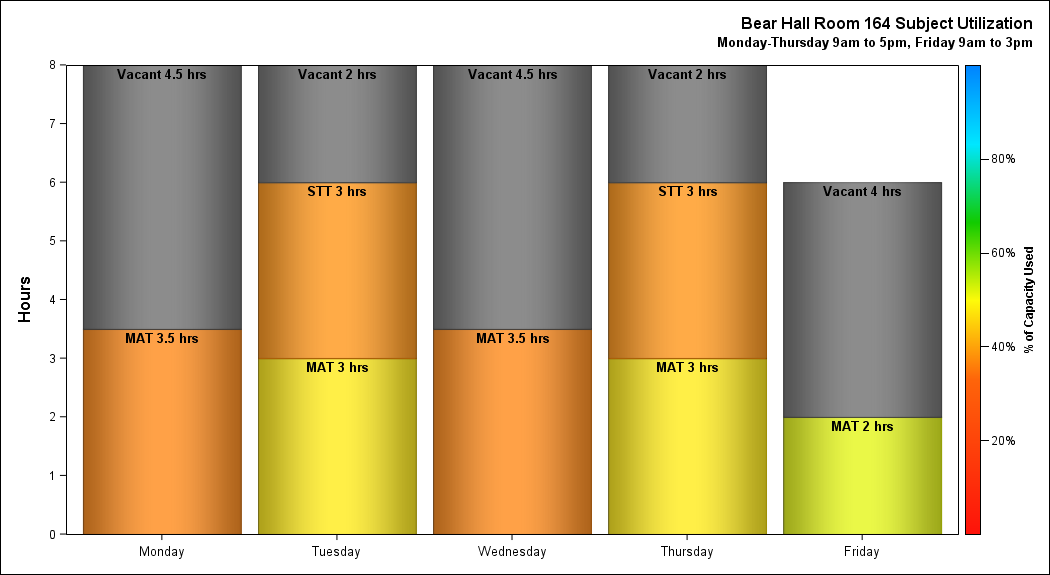 Bear Hall Room 164 Subject Utilization
Monday-Thursday 9am to 5pm, Friday 9am to 3pm
Hours
8
7
6
5
4
3
2
1
0
Vacant 4.5 hrs
MAT 3.5 hrs
Vacant 2 hrs
STT 3 hrs
MAT 3 hrs
Vacant 4.5 hrs
MAT 3.5 hrs
Vacant 2 hrs
STT 3 hrs
MAT 3 hrs
Vacant 4 hrs
MAT 2 hrs
Monday
Tuesday
Wednesday
Thursday
Friday
80%
60%
40%
20%
% of Capacity Used